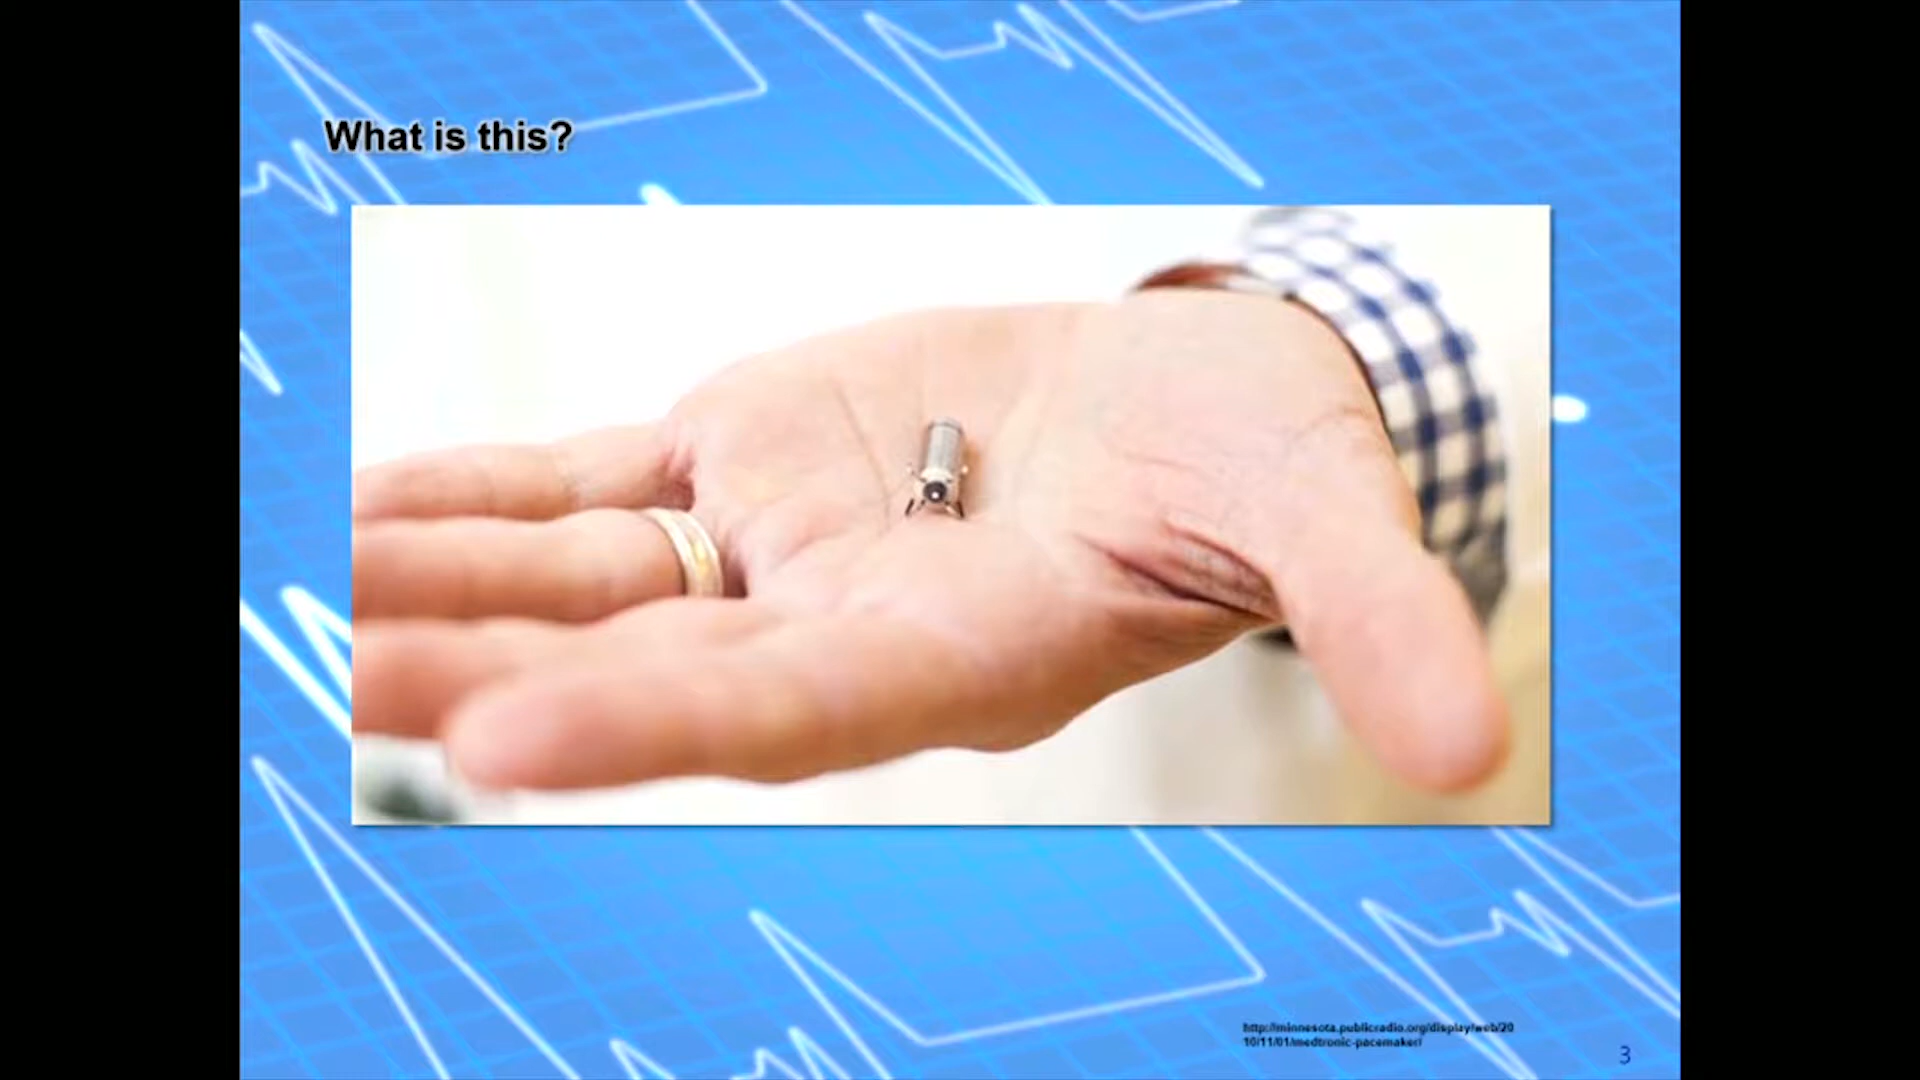 What is this?
http://minnesota.publicradio.org/display/web/20
10/11/01/medtronic-pacemaker/
3